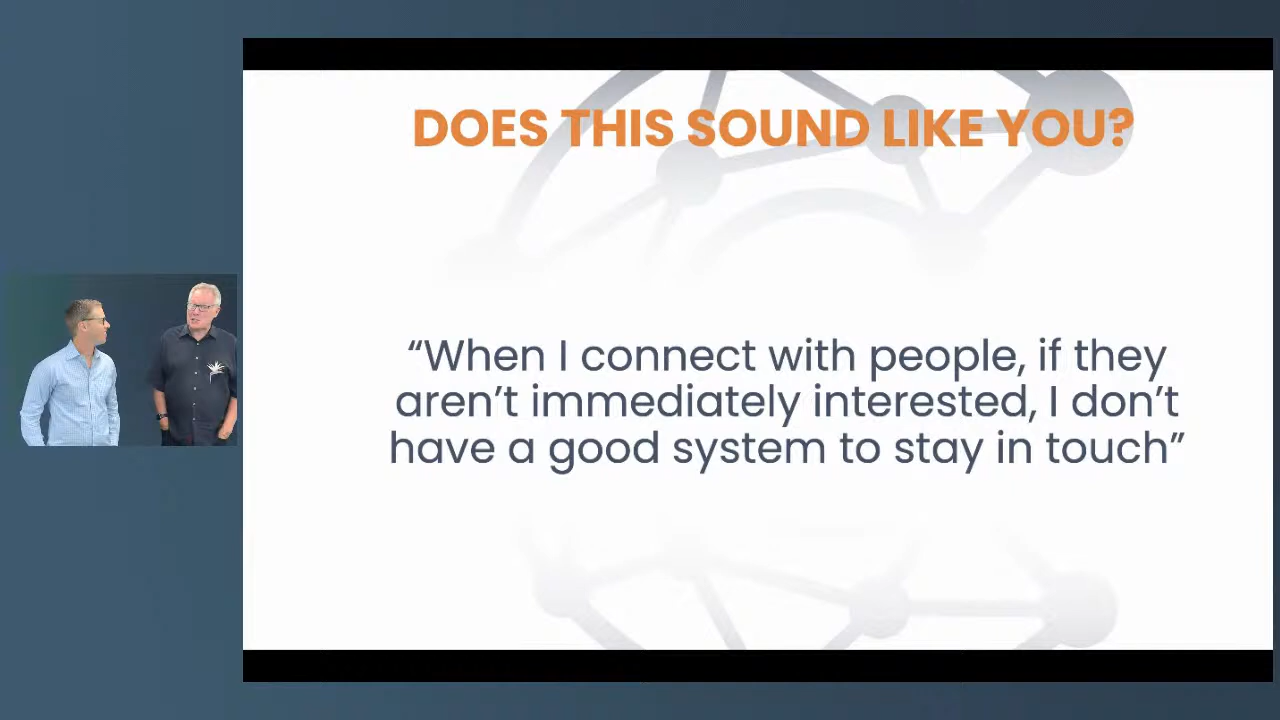 DOES THIS SOUND LIKE YOU?
“When I connect with people, if they
aren’t immediately interested, I don’t
have a good system to stay in touch”